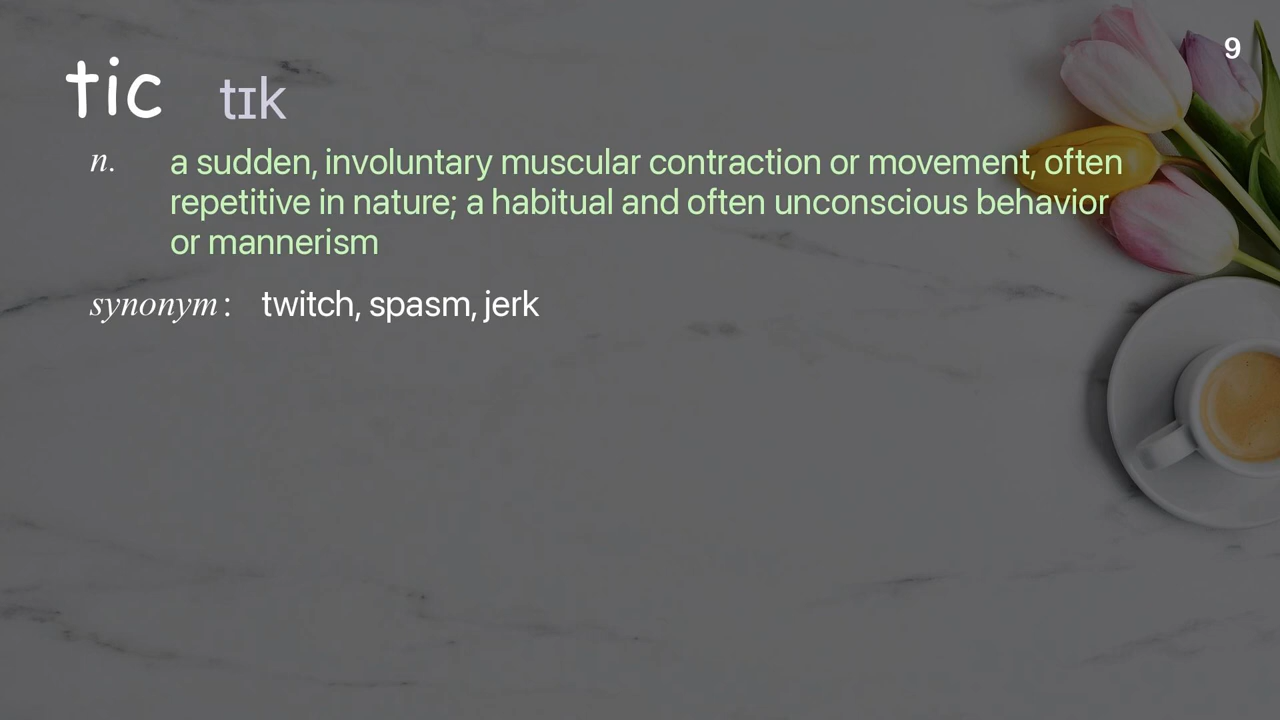 9
tic tɪk
n. a sudden, involuntary muscular contraction or movement, often
repetitive in nature; a habitual and often unconscious behavior
or mannerism
synonym: twitch, spasm, jerk